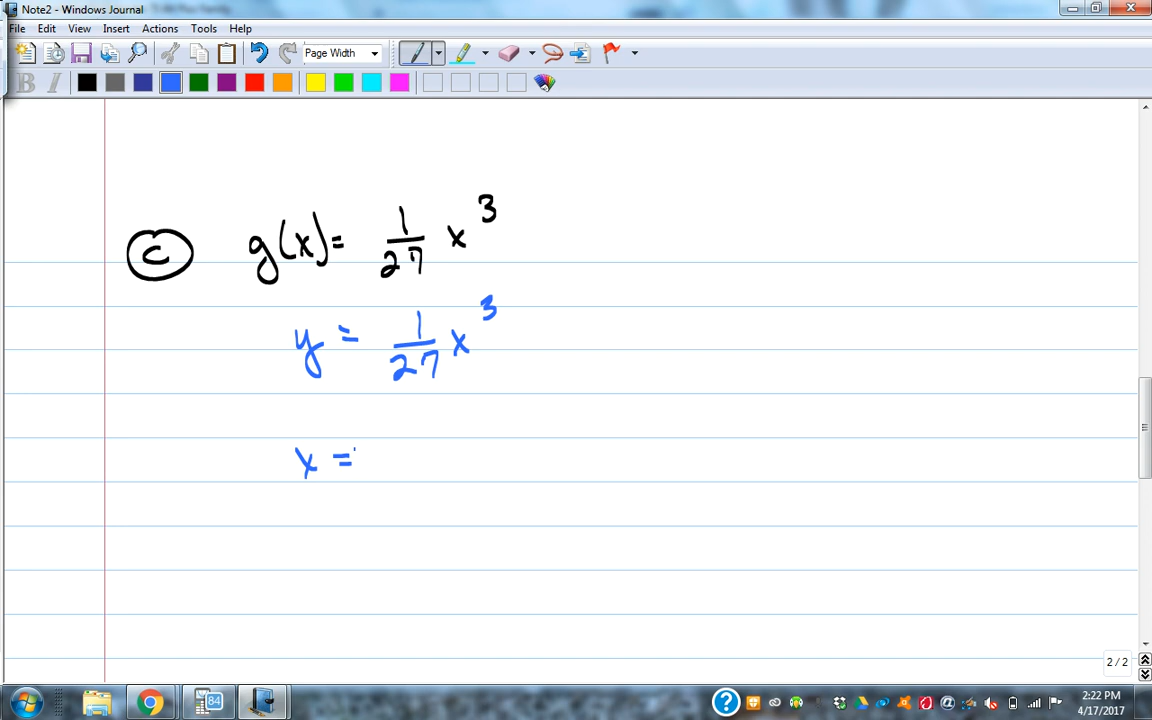 Note2 - Windows Journal
File Edit View Insert Actions Tools Help
Page Width
B I
C g(x) = 1/27 x^3
y = 1/27 x^3
x =
2 / 2
84
2:22 PM
4/17/2017